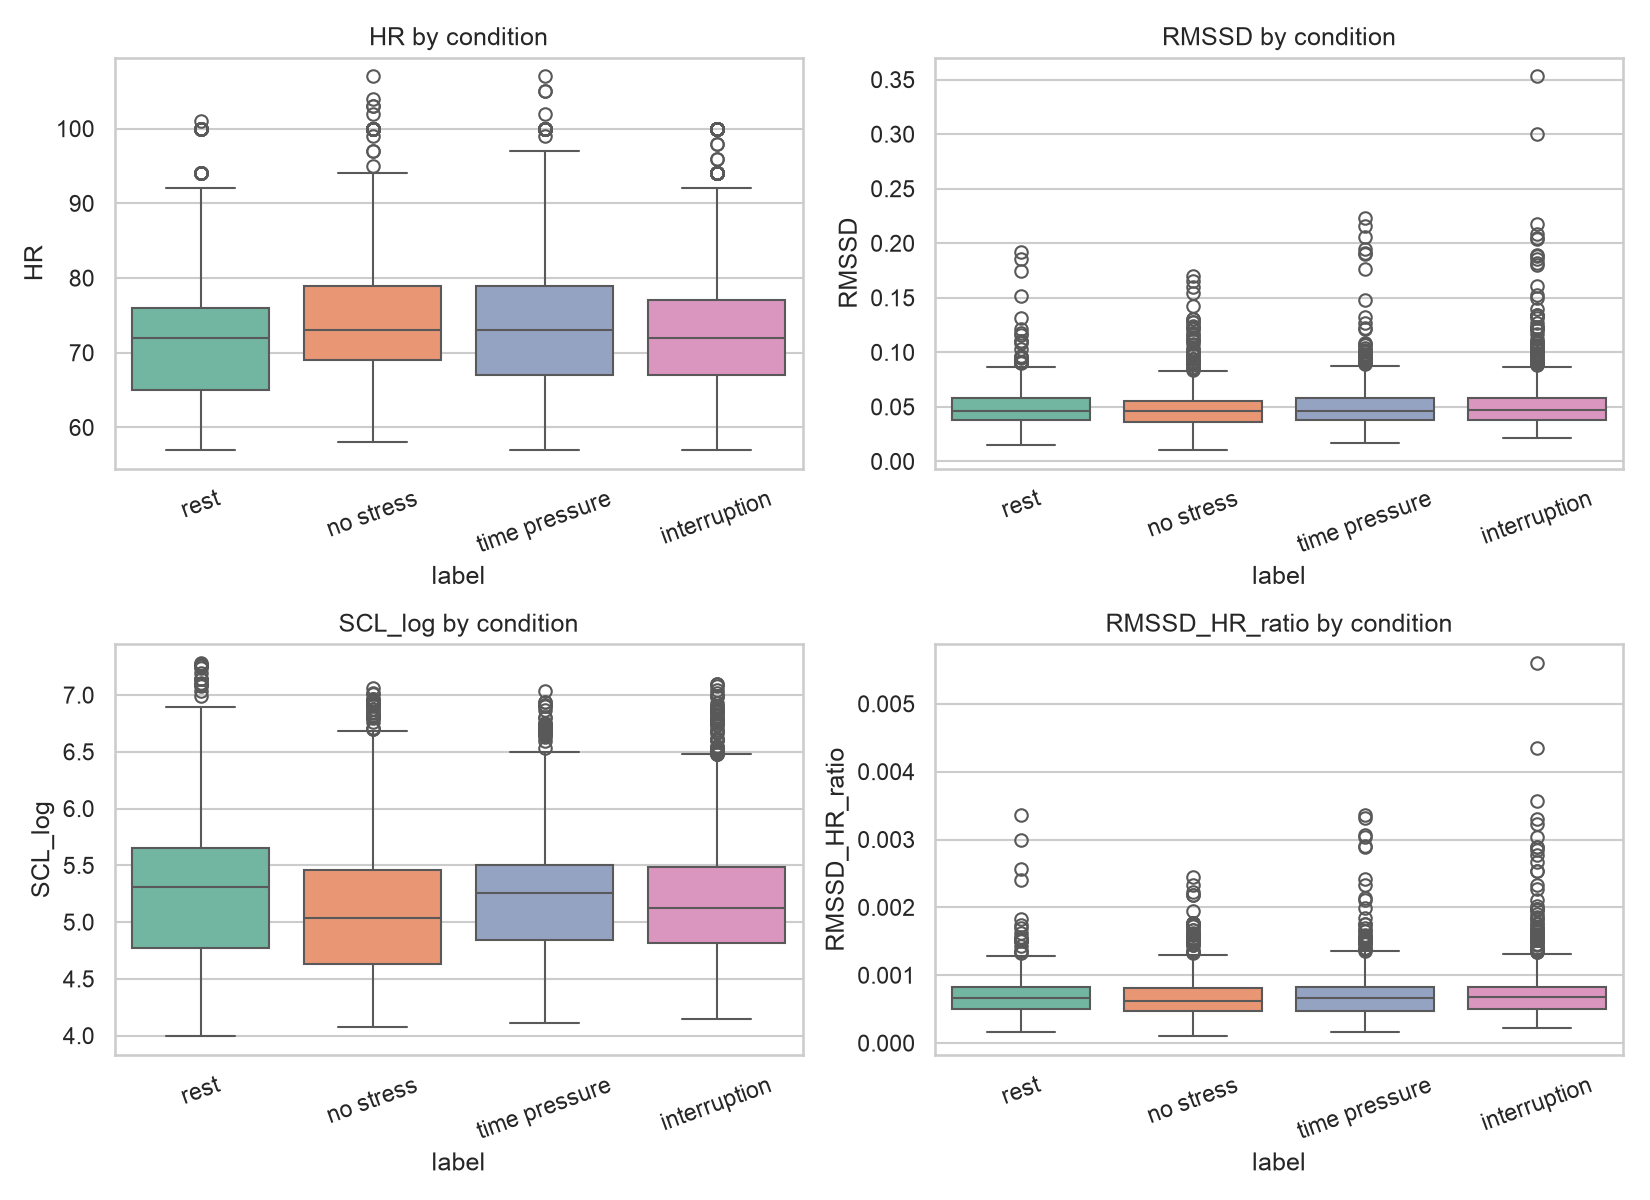 HR by condition
HR
100
90
80
70
60
rest
no stress
time pressure
interruption
label
RMSSD by condition
RMSSD
0.35
0.30
0.25
0.20
0.15
0.10
0.05
0.00
rest
no stress
time pressure
interruption
label
SCL_log by condition
SCL_log
7.0
6.5
6.0
5.5
5.0
4.5
4.0
rest
no stress
time pressure
interruption
label
RMSSD_HR_ratio by condition
RMSSD_HR_ratio
0.005
0.004
0.003
0.002
0.001
0.000
rest
no stress
time pressure
interruption
label